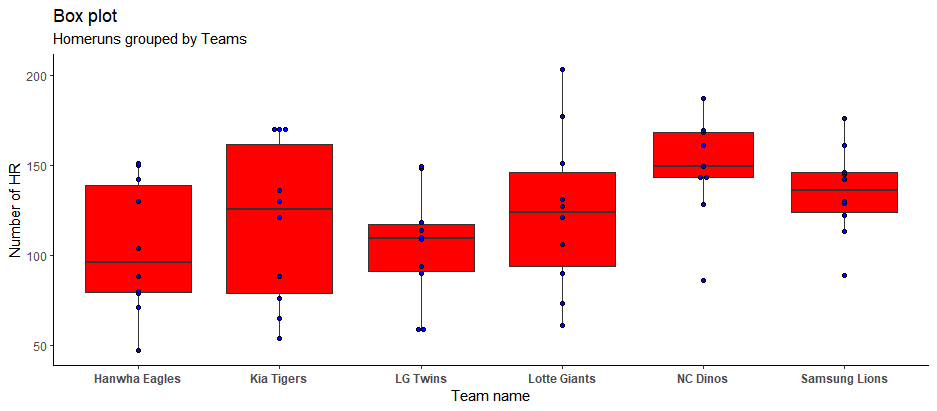 Box plot
Homeruns grouped by Teams
Number of HR
200
150
100
50
Hanwha Eagles Kia Tigers LG Twins Lotte Giants NC Dinos Samsung Lions
Team name